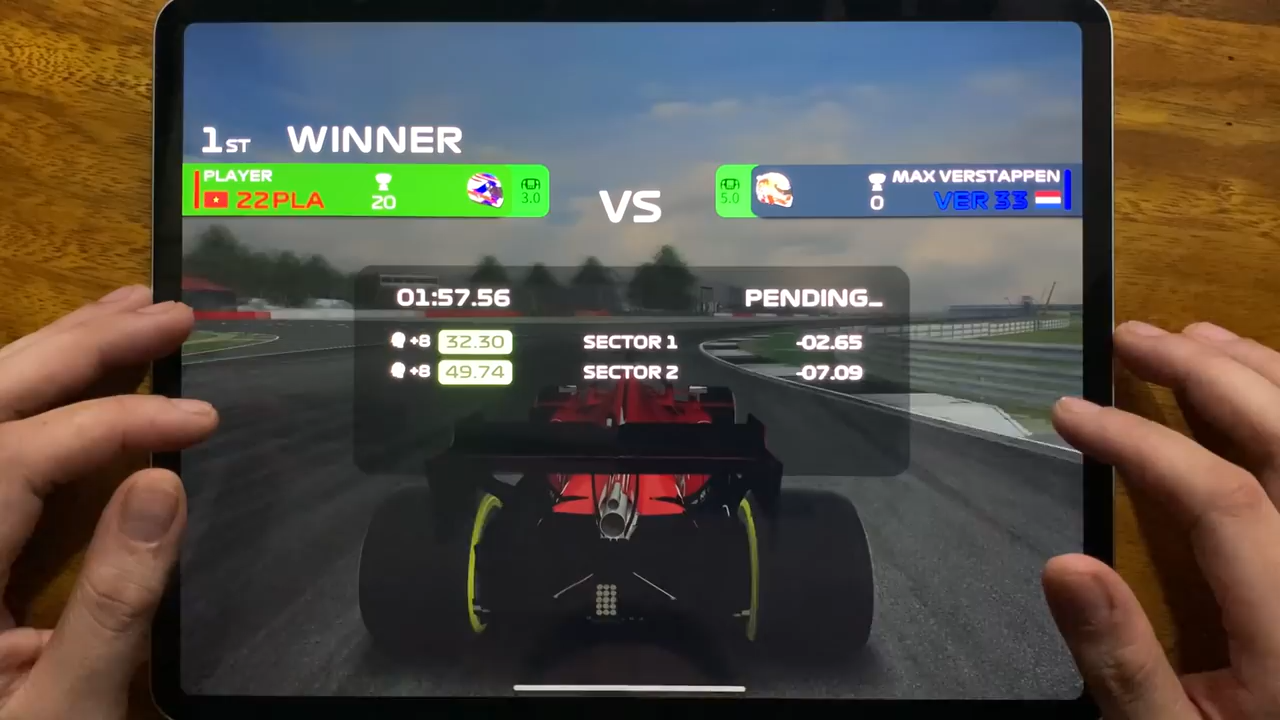 1ST WINNER
PLAYER
22PLA
20
3.0
VS
5.0
MAX VERSTAPPEN
0
VER 33
01:57.56
PENDING_
+8 32.30 SECTOR 1 -02.65
+8 49.74 SECTOR 2 -07.09